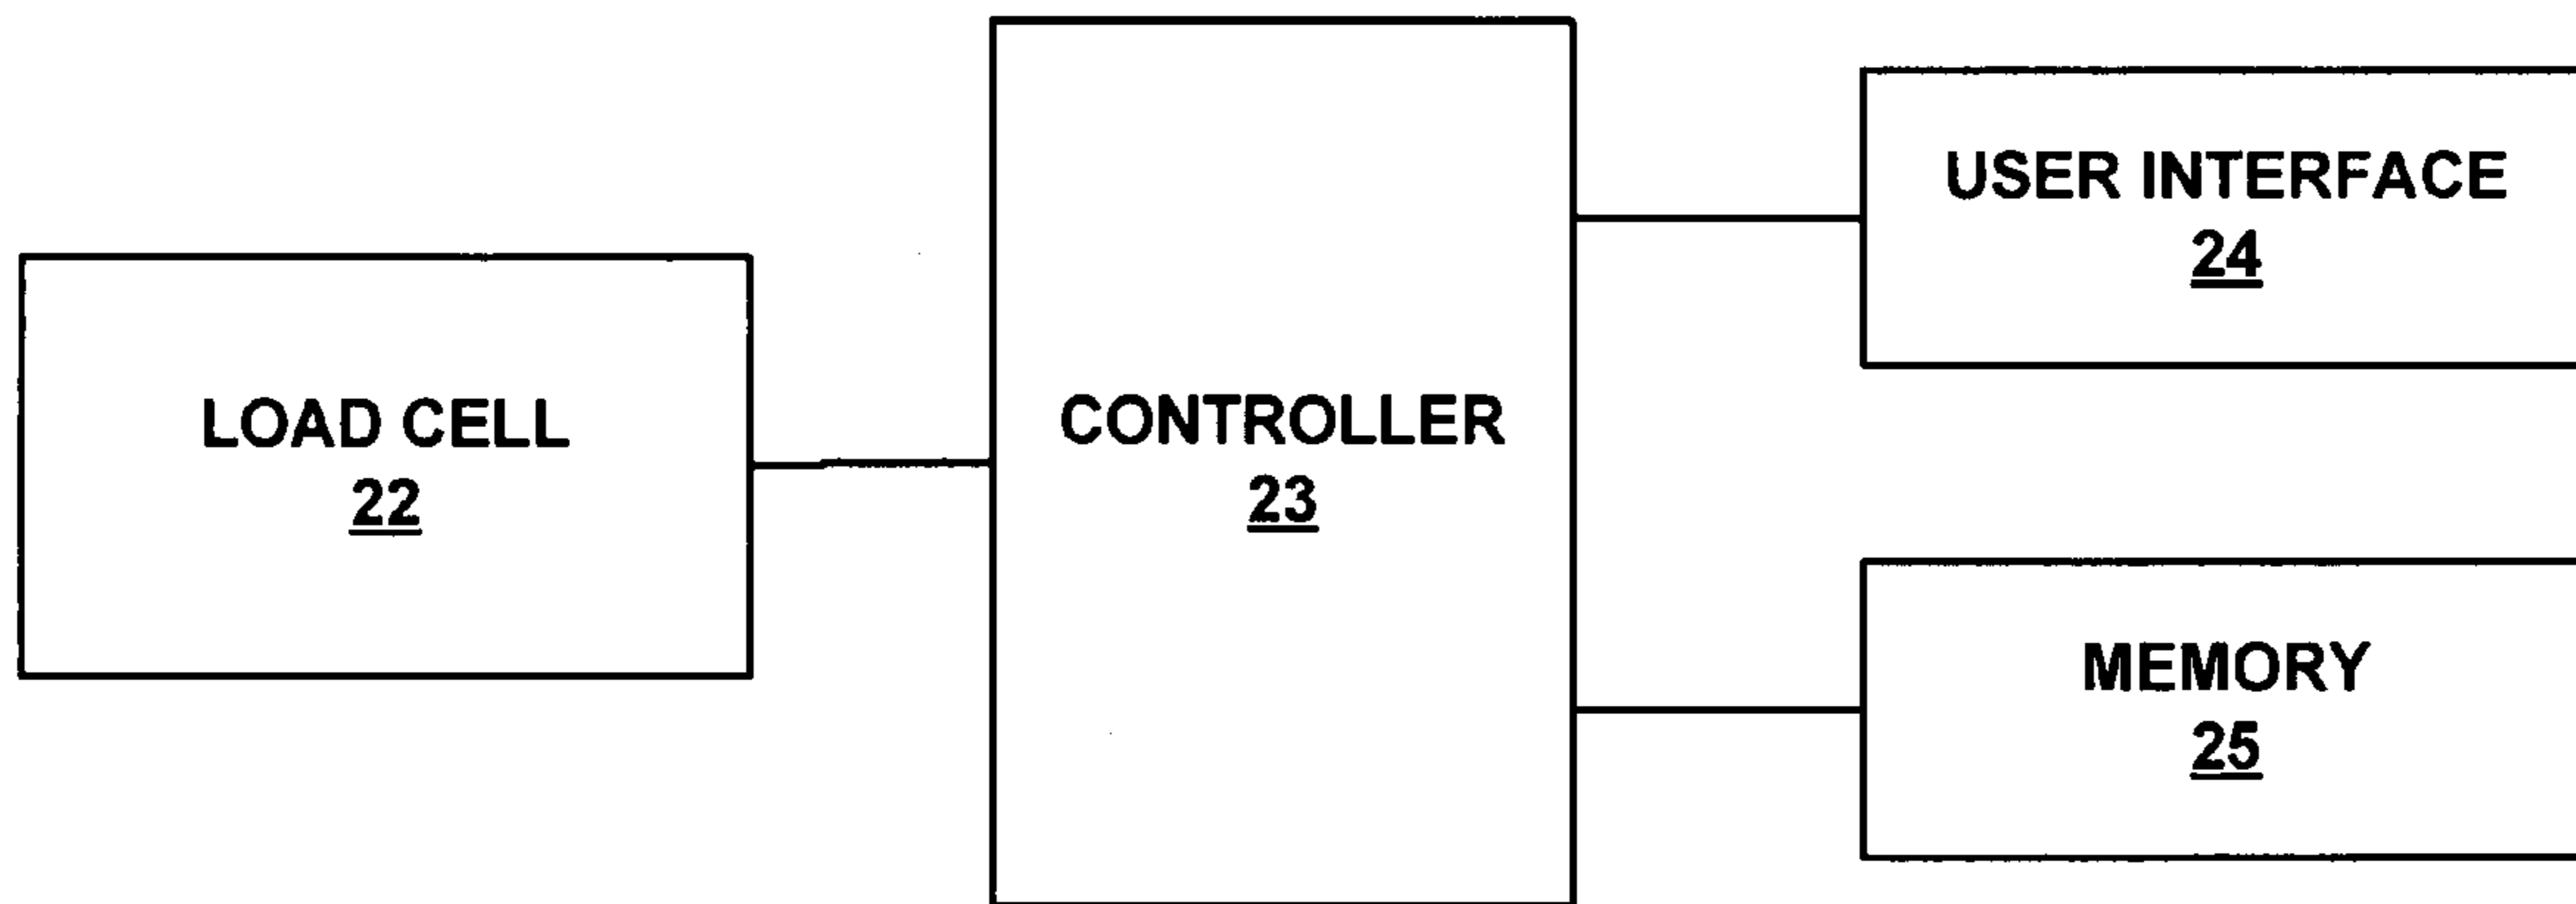 LOAD CELL
22
CONTROLLER
23
USER INTERFACE
24
MEMORY
25